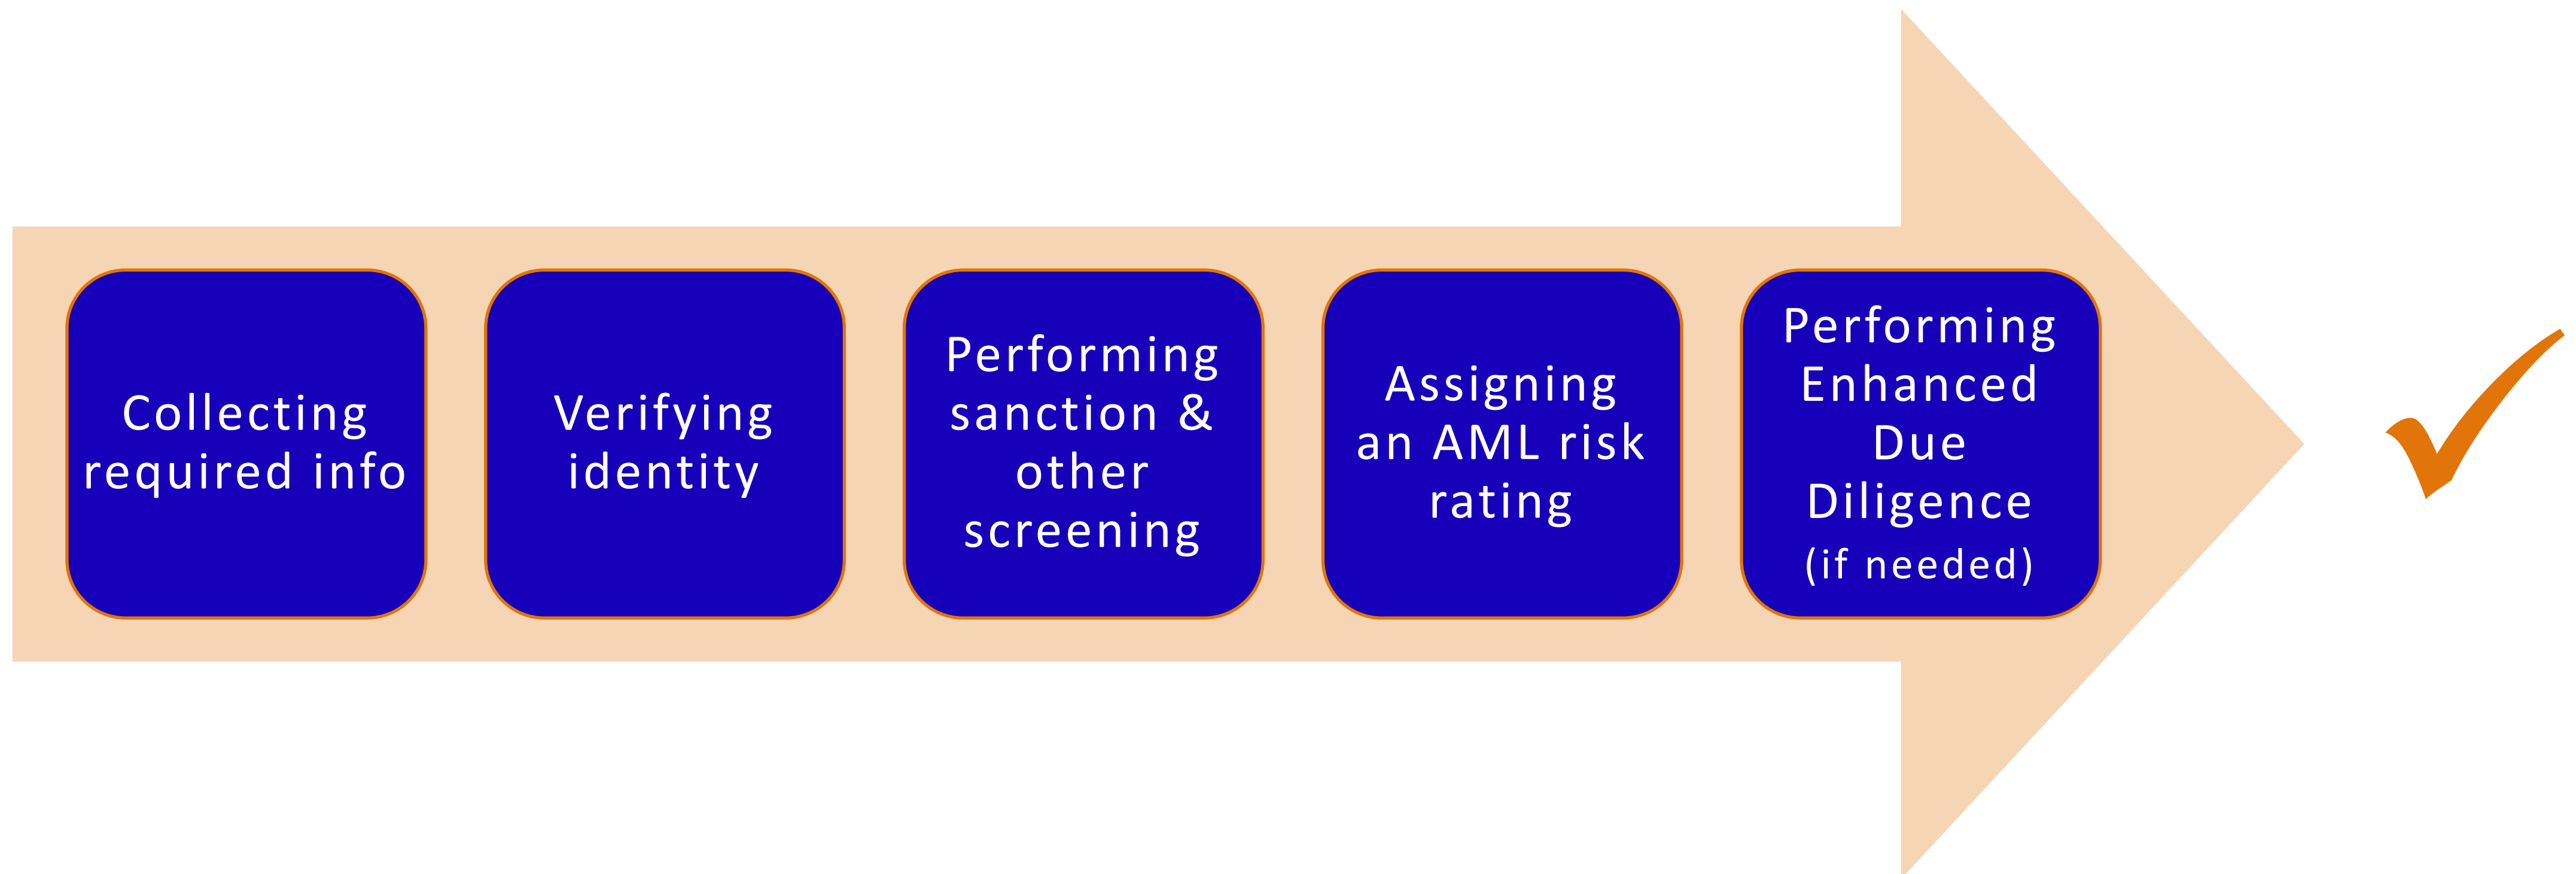 Collecting
required info
Verifying
identity
Performing
sanction &
other
screening
Assigning
an AML risk
rating
Performing
Enhanced
Due
Diligence
(if needed)